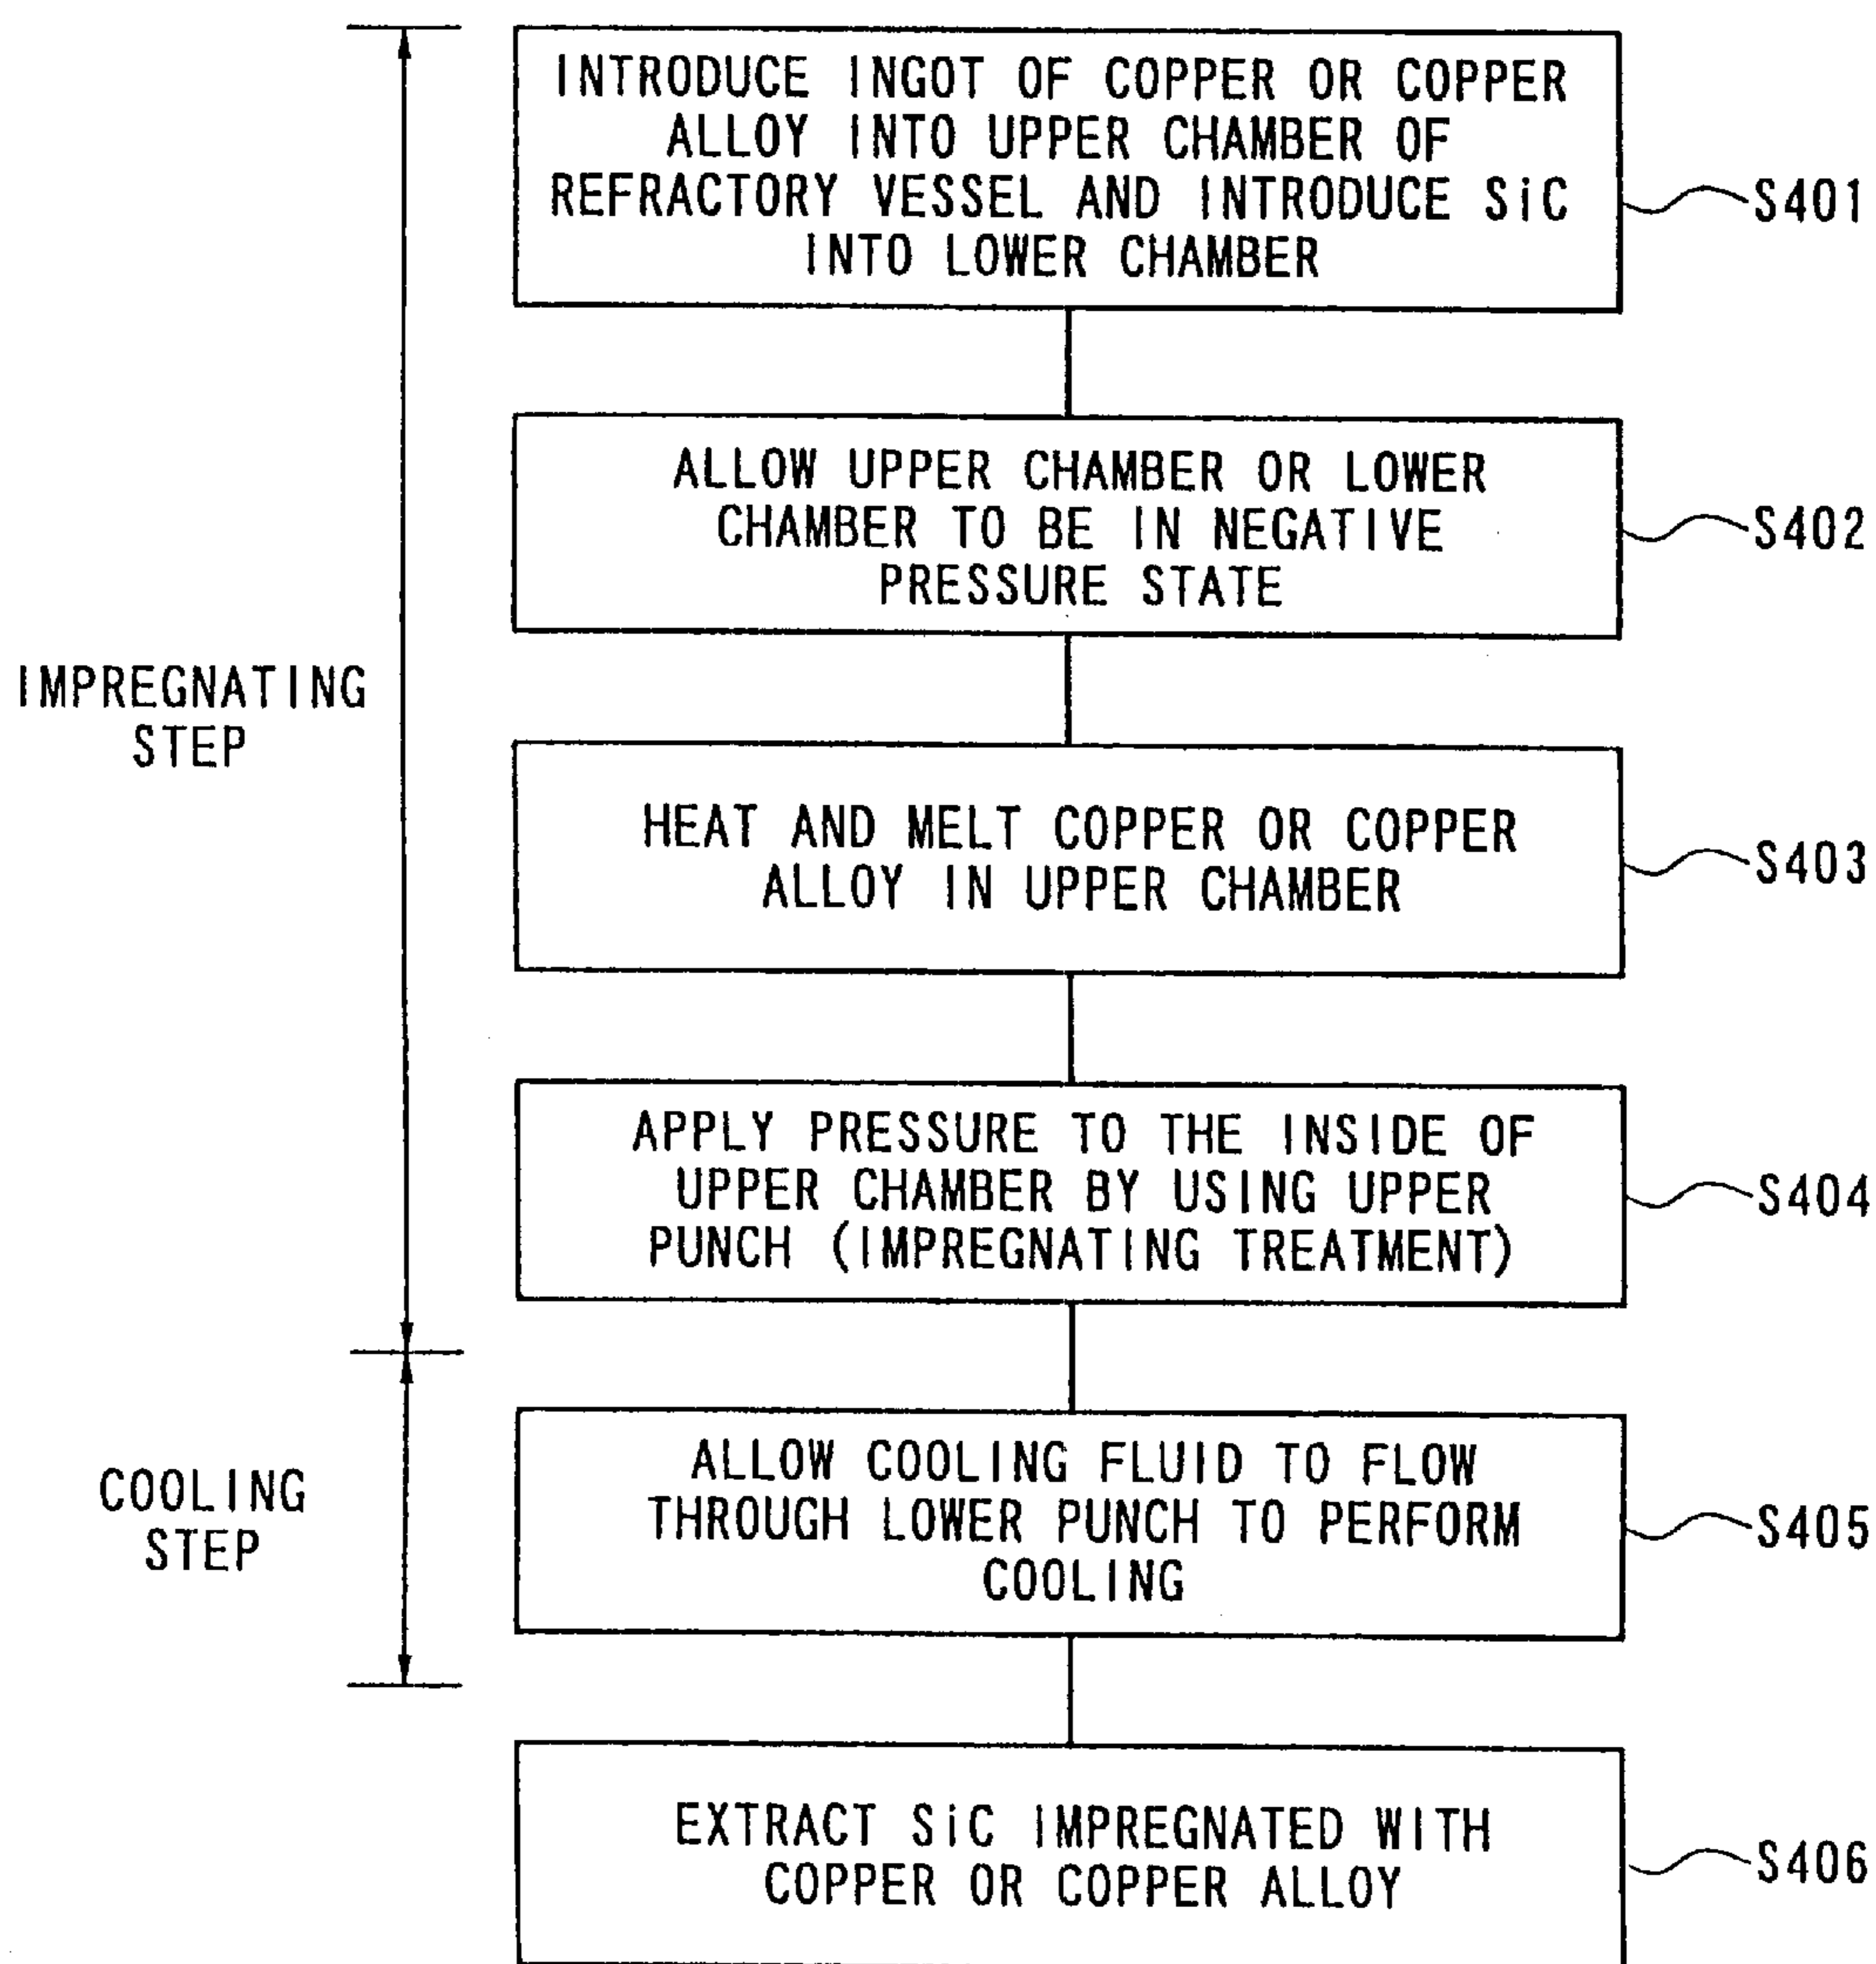 INTRODUCE INGOT OF COPPER OR COPPER
ALLOY INTO UPPER CHAMBER OF
REFRACTORY VESSEL AND INTRODUCE SiC
INTO LOWER CHAMBER
S401
ALLOW UPPER CHAMBER OR LOWER
CHAMBER TO BE IN NEGATIVE
PRESSURE STATE
S402
IMPREGNATING
STEP
HEAT AND MELT COPPER OR COPPER
ALLOY IN UPPER CHAMBER
S403
APPLY PRESSURE TO THE INSIDE OF
UPPER CHAMBER BY USING UPPER
PUNCH (IMPREGNATING TREATMENT)
S404
COOLING
STEP
ALLOW COOLING FLUID TO FLOW
THROUGH LOWER PUNCH TO PERFORM
COOLING
S405
EXTRACT SiC IMPREGNATED WITH
COPPER OR COPPER ALLOY
S406